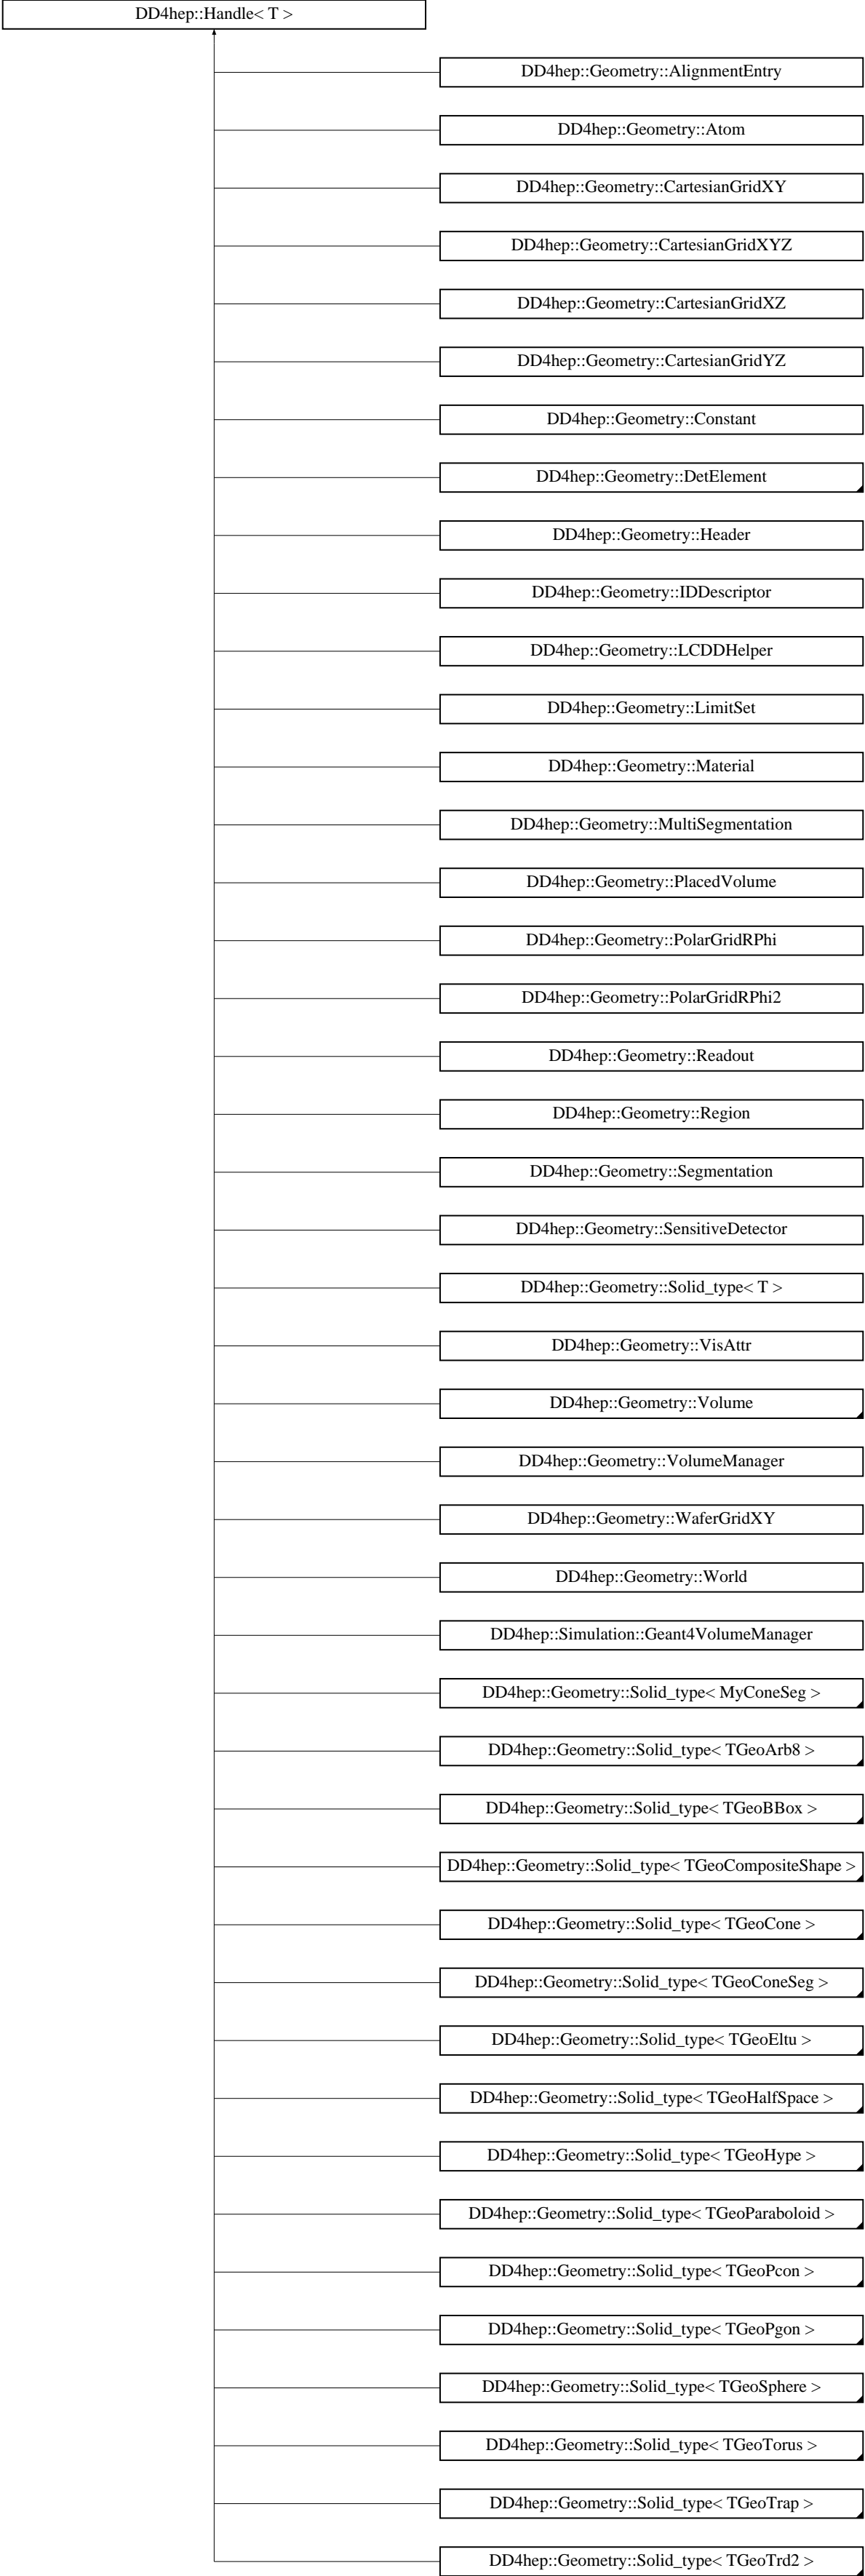 DD4hep::Handle< T >
DD4hep::Geometry::AlignmentEntry
DD4hep::Geometry::Atom
DD4hep::Geometry::CartesianGridXY
DD4hep::Geometry::CartesianGridXYZ
DD4hep::Geometry::CartesianGridXZ
DD4hep::Geometry::CartesianGridYZ
DD4hep::Geometry::Constant
DD4hep::Geometry::DetElement
DD4hep::Geometry::Header
DD4hep::Geometry::IDDescriptor
DD4hep::Geometry::LCDDHelper
DD4hep::Geometry::LimitSet
DD4hep::Geometry::Material
DD4hep::Geometry::MultiSegmentation
DD4hep::Geometry::PlacedVolume
DD4hep::Geometry::PolarGridRPhi
DD4hep::Geometry::PolarGridRPhi2
DD4hep::Geometry::Readout
DD4hep::Geometry::Region
DD4hep::Geometry::Segmentation
DD4hep::Geometry::SensitiveDetector
DD4hep::Geometry::Solid_type< T >
DD4hep::Geometry::VisAttr
DD4hep::Geometry::Volume
DD4hep::Geometry::VolumeManager
DD4hep::Geometry::WaferGridXY
DD4hep::Geometry::World
DD4hep::Simulation::Geant4VolumeManager
DD4hep::Geometry::Solid_type< MyConeSeg >
DD4hep::Geometry::Solid_type< TGeoArb8 >
DD4hep::Geometry::Solid_type< TGeoBBox >
DD4hep::Geometry::Solid_type< TGeoCompositeShape >
DD4hep::Geometry::Solid_type< TGeoCone >
DD4hep::Geometry::Solid_type< TGeoConeSeg >
DD4hep::Geometry::Solid_type< TGeoEltu >
DD4hep::Geometry::Solid_type< TGeoHalfSpace >
DD4hep::Geometry::Solid_type< TGeoHype >
DD4hep::Geometry::Solid_type< TGeoParaboloid >
DD4hep::Geometry::Solid_type< TGeoPcon >
DD4hep::Geometry::Solid_type< TGeoPgon >
DD4hep::Geometry::Solid_type< TGeoSphere >
DD4hep::Geometry::Solid_type< TGeoTorus >
DD4hep::Geometry::Solid_type< TGeoTrap >
DD4hep::Geometry::Solid_type< TGeoTrd2 >